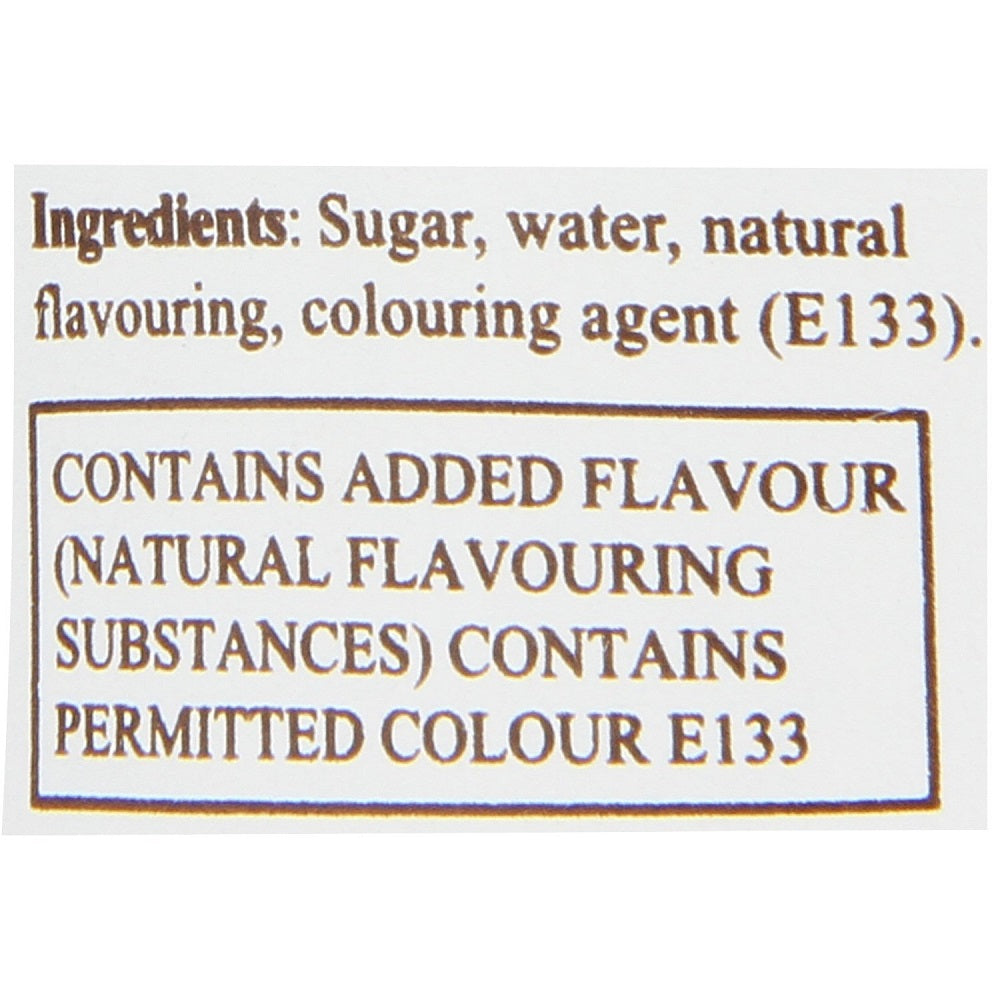 Ingredients: Sugar, water, natural
flavouring, colouring agent (E133).
CONTAINS ADDED FLAVOUR
(NATURAL FLAVOURING
SUBSTANCES) CONTAINS
PERMITTED COLOUR E133